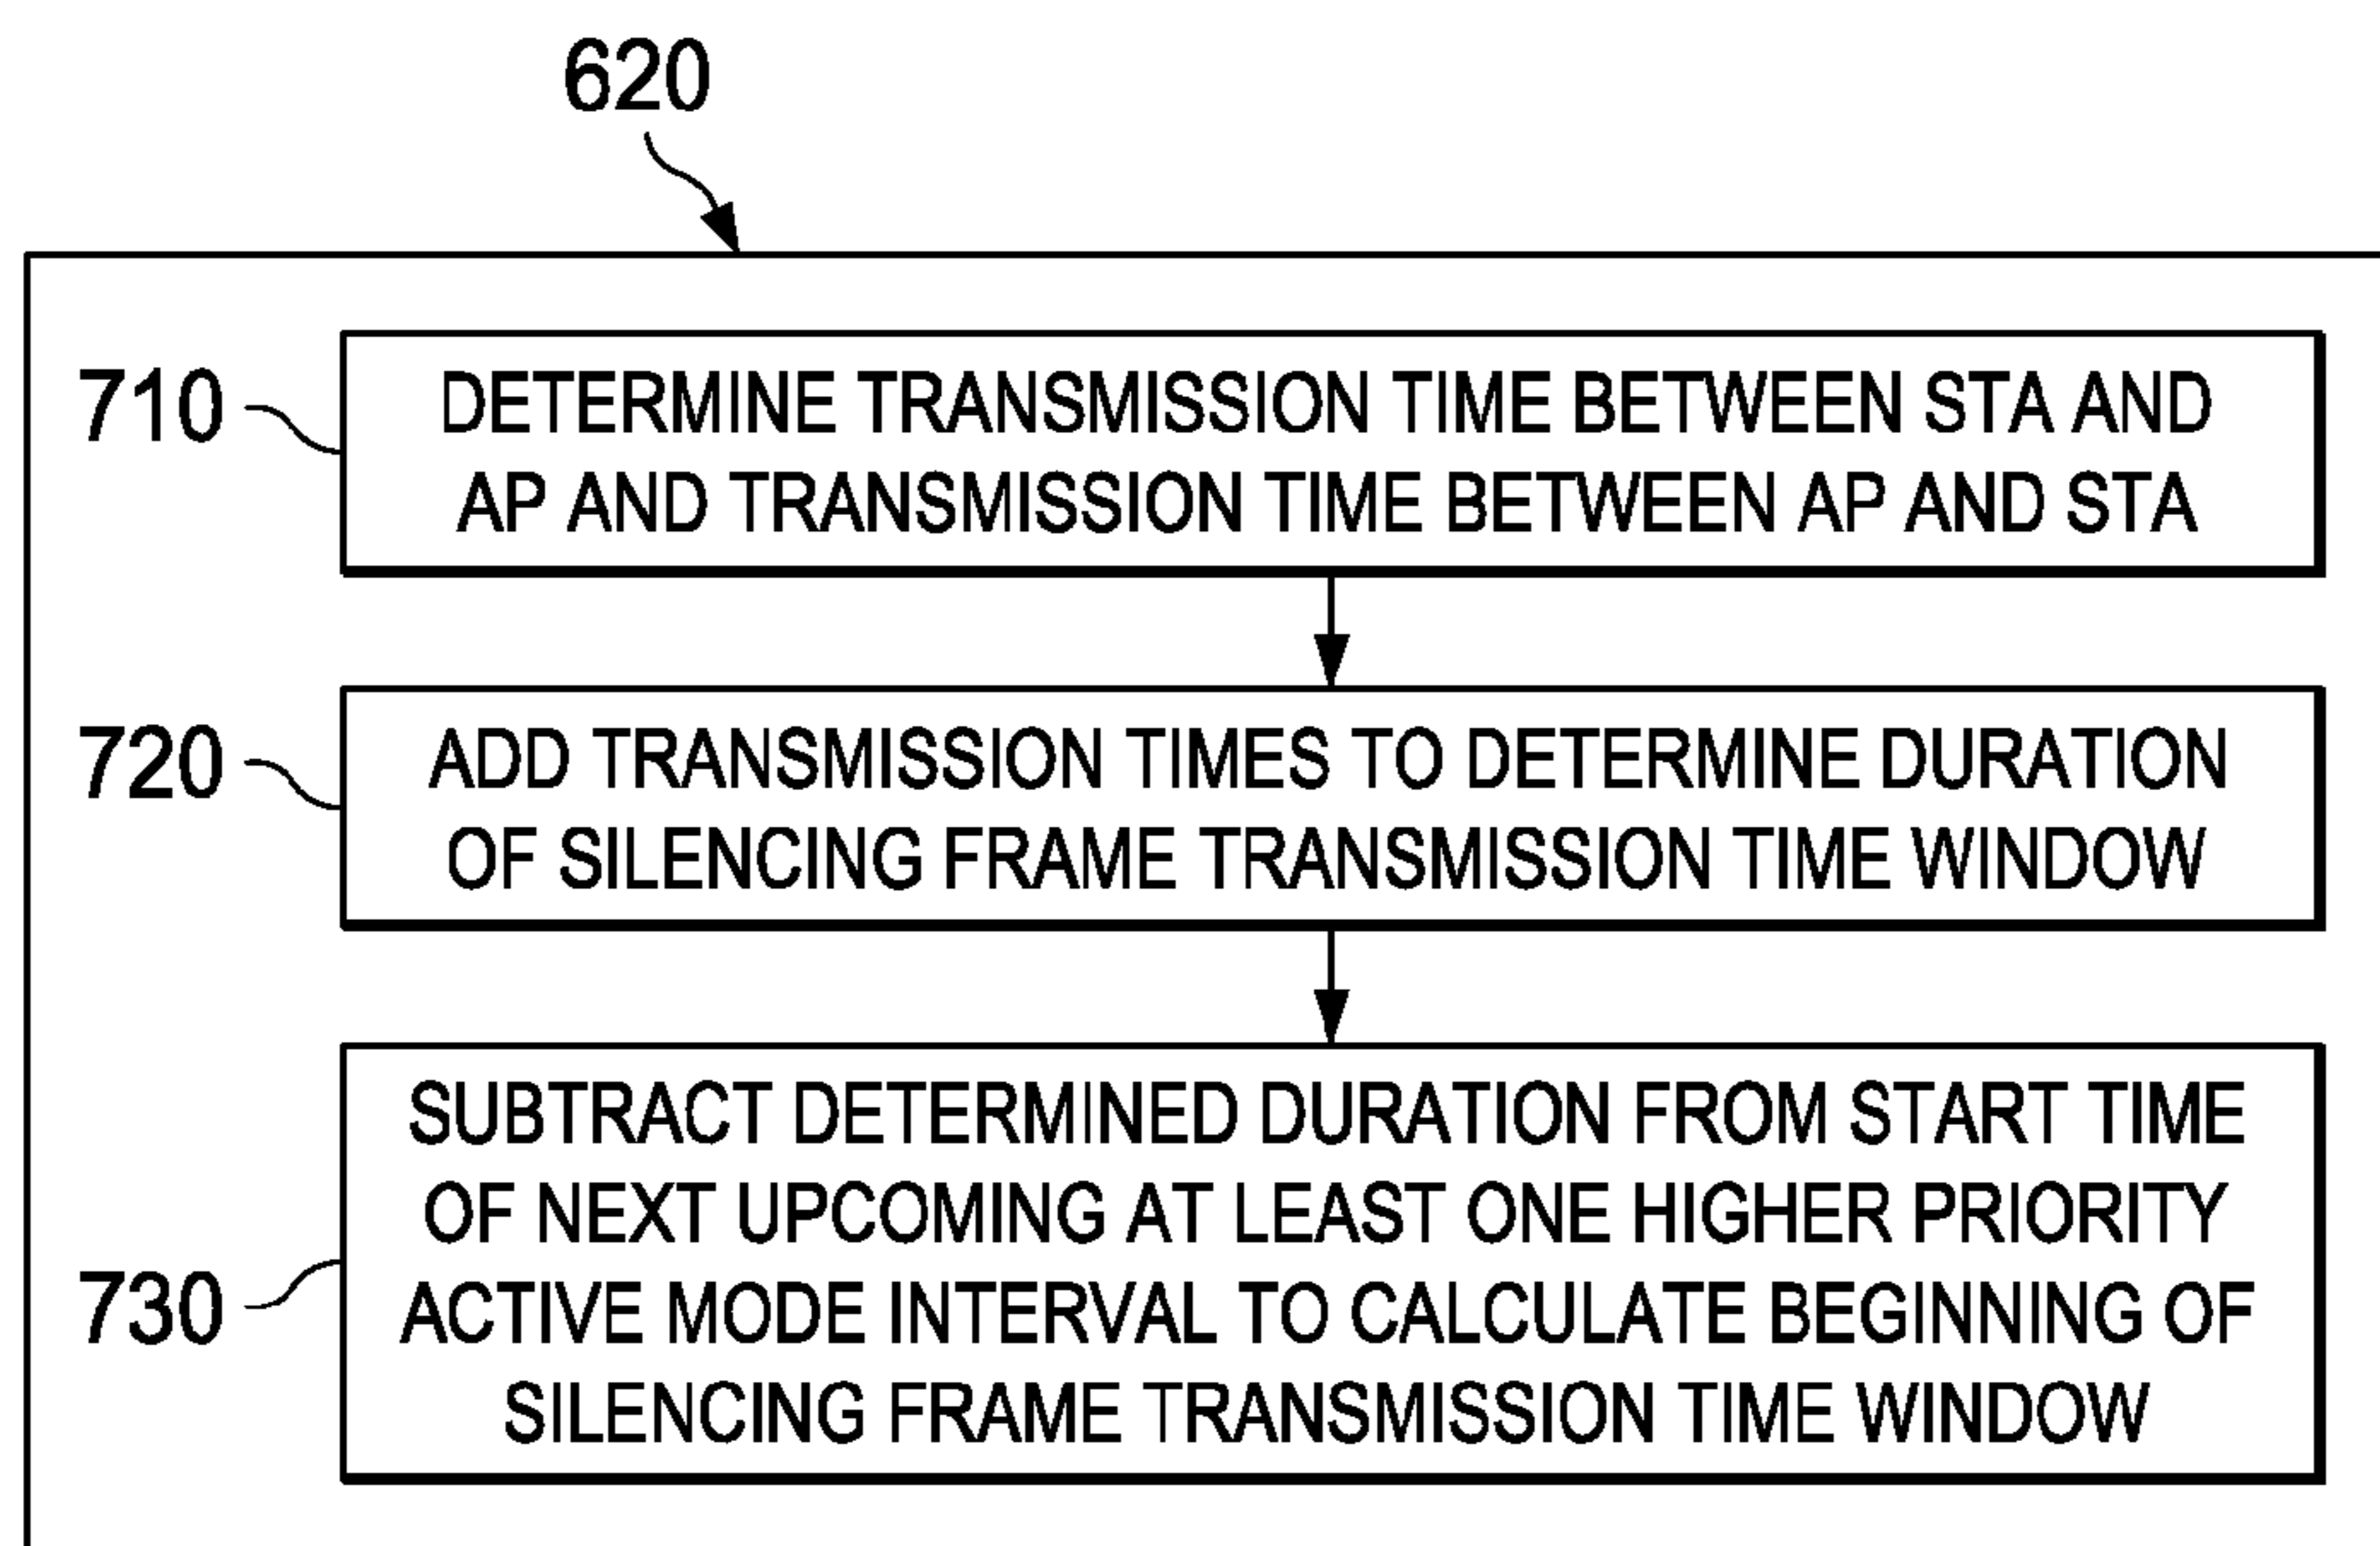 620
710
DETERMINE TRANSMISSION TIME BETWEEN STA AND
AP AND TRANSMISSION TIME BETWEEN AP AND STA
720
ADD TRANSMISSION TIMES TO DETERMINE DURATION
OF SILENCING FRAME TRANSMISSION TIME WINDOW
730
SUBTRACT DETERMINED DURATION FROM START TIME
OF NEXT UPCOMING AT LEAST ONE HIGHER PRIORITY
ACTIVE MODE INTERVAL TO CALCULATE BEGINNING OF
SILENCING FRAME TRANSMISSION TIME WINDOW